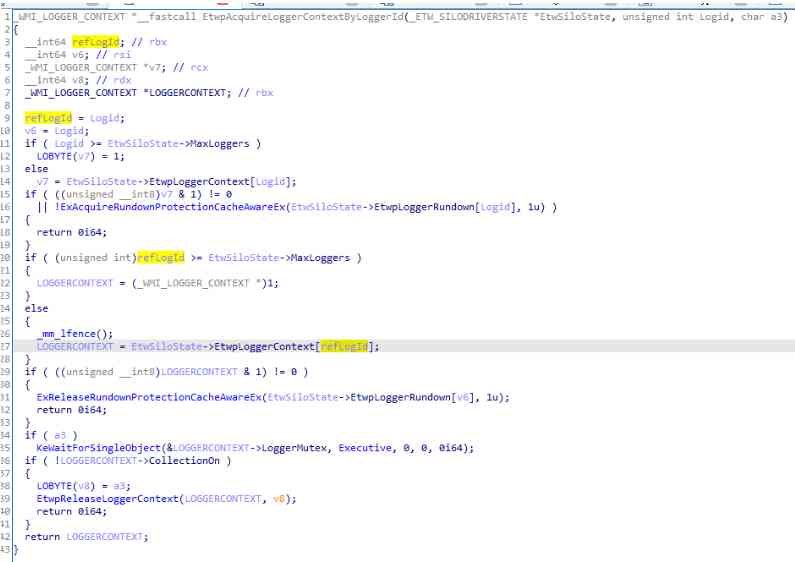 1 _WMI_LOGGER_CONTEXT *__fastcall EtwpAcquireLoggerContextByLoggerId(_ETW_SILODRIVERSTATE *EtwSiloState, unsigned int Logid, char a3)
2 {
3 __int64 refLogId; // rbx
4 __int64 v6; // rsi
5 _WMI_LOGGER_CONTEXT *v7; // rcx
6 __int64 v8; // rdx
7 _WMI_LOGGER_CONTEXT *LOGGERCONTEXT; // rbx
8
9 refLogId = Logid;
10 v6 = Logid;
11 if ( Logid >= EtwSiloState->MaxLoggers )
12 LOBYTE(v7) = 1;
13 else
14 v7 = EtwSiloState->EtwpLoggerContext[Logid];
15 if ( ((unsigned __int8)v7 & 1) != 0
16 || !ExAcquireRundownProtectionCacheAwareEx(EtwSiloState->EtwpLoggerRundown[Logid], 1u) )
17 {
18 return 0i64;
19 }
20 if ( (unsigned int)refLogId >= EtwSiloState->MaxLoggers )
21 {
22 LOGGERCONTEXT = (_WMI_LOGGER_CONTEXT *)1;
23 }
24 else
25 {
26 _mm_lfence();
27 LOGGERCONTEXT = EtwSiloState->EtwpLoggerContext[refLogId];
28 }
29 if ( ((unsigned __int8)LOGGERCONTEXT & 1) != 0 )
30 {
31 ExReleaseRundownProtectionCacheAwareEx(EtwSiloState->EtwpLoggerRundown[v6], 1u);
32 return 0i64;
33 }
34 if ( a3 )
35 KeWaitForSingleObject(&LOGGERCONTEXT->LoggerMutex, Executive, 0, 0, 0i64);
36 if ( !LOGGERCONTEXT->CollectionOn )
37 {
38 LOBYTE(v8) = a3;
39 EtwpReleaseLoggerContext(LOGGERCONTEXT, v8);
40 return 0i64;
41 }
42 return LOGGERCONTEXT;
43 }